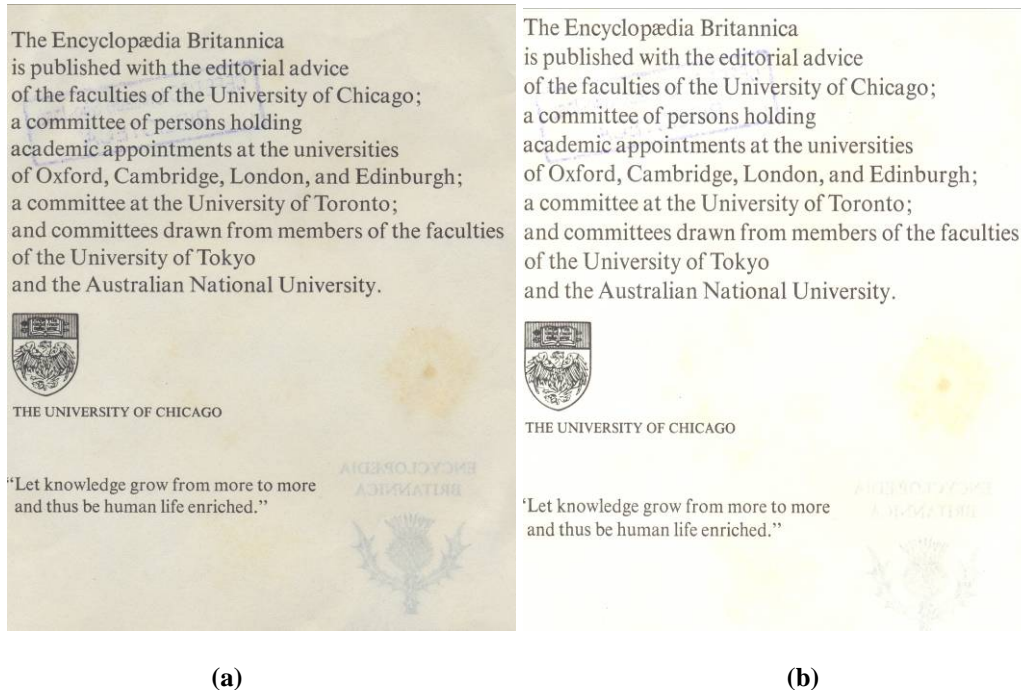 The Encyclopædia Britannica
is published with the editorial advice
of the faculties of the University of Chicago;
a committee of persons holding
academic appointments at the universities
of Oxford, Cambridge, London, and Edinburgh;
a committee at the University of Toronto;
and committees drawn from members of the faculties
of the University of Tokyo
and the Australian National University.
THE UNIVERSITY OF CHICAGO
ENCYCLOPÆDIA
BRITANNICA
“Let knowledge grow from more to more
and thus be human life enriched.”
(a)
The Encyclopædia Britannica
is published with the editorial advice
of the faculties of the University of Chicago;
a committee of persons holding
academic appointments at the universities
of Oxford, Cambridge, London, and Edinburgh;
a committee at the University of Toronto;
and committees drawn from members of the faculties
of the University of Tokyo
and the Australian National University.
THE UNIVERSITY OF CHICAGO
ENCYCLOPÆDIA
BRITANNICA
‘Let knowledge grow from more to more
and thus be human life enriched.”
(b)